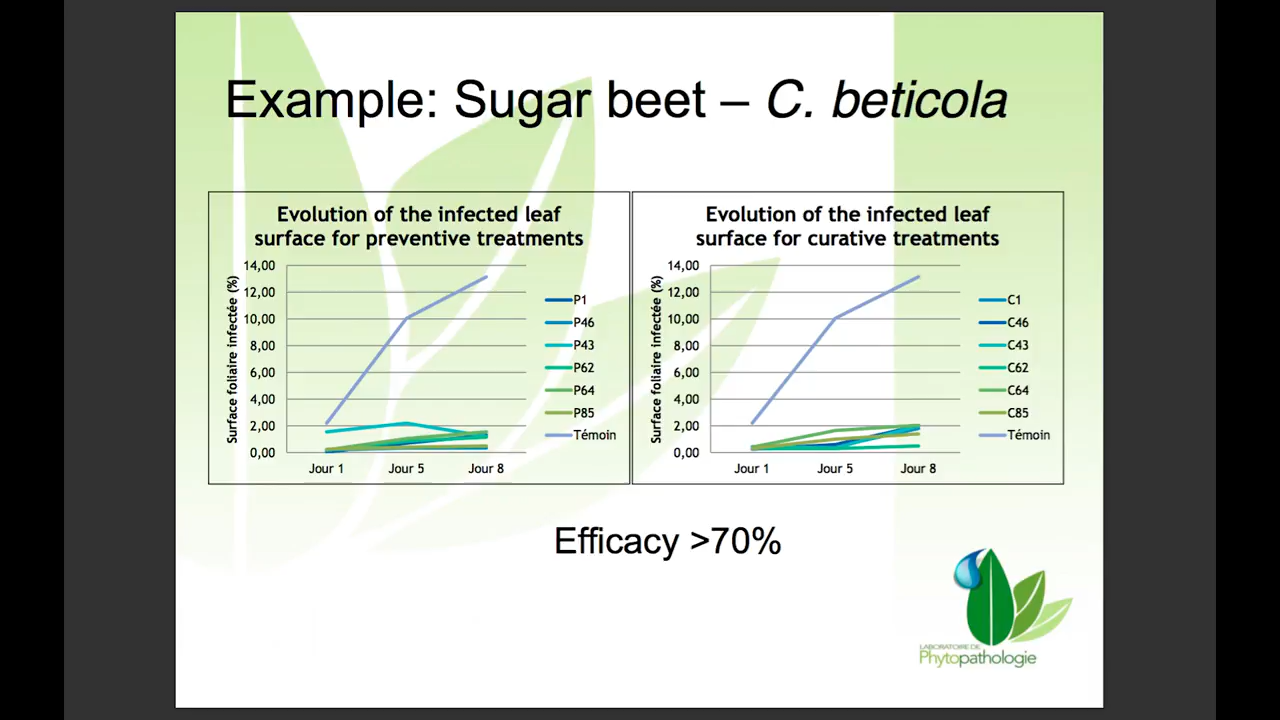 Example: Sugar beet – C. beticola
Evolution of the infected leaf
surface for preventive treatments
Surface foliaire infectée (%)
14,00
12,00
10,00
8,00
6,00
4,00
2,00
0,00
Jour 1 Jour 5 Jour 8
P1
P46
P43
P62
P64
P85
Témoin
Evolution of the infected leaf
surface for curative treatments
Surface foliaire infectée (%)
14,00
12,00
10,00
8,00
6,00
4,00
2,00
0,00
Jour 1 Jour 5 Jour 8
C1
C46
C43
C62
C64
C85
Témoin
Efficacy >70%
LABORATOIRE DE
Phytopathologie